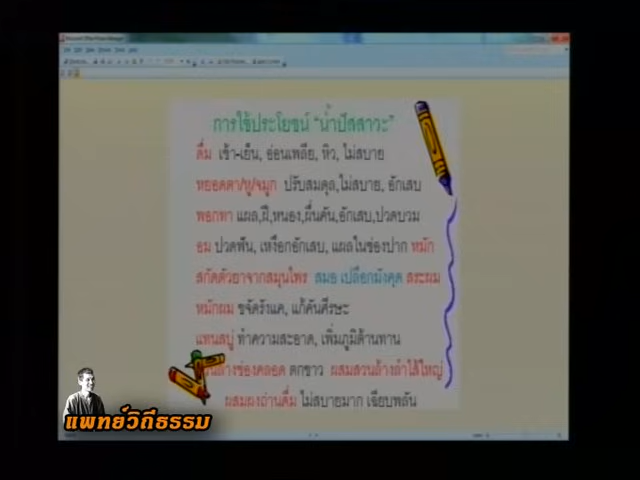 การใช้ประโยชน์ "น้ำปัสสาวะ"
ดื่ม เช้า-เย็น, อ่อนเพลีย, หิว, ไม่สบาย
หยอดตา/หู/จมูก ปรับสมดุล,ไม่สบาย, อักเสบ
พอกทา แผล,ฝี,หนอง,ผื่นคัน,อักเสบ,ปวดบวม
อม ปวดฟัน, เหงือกอักเสบ, แผลในช่องปาก หมัก
สกัดตัวยาจากสมุนไพร สมอ เปลือกมังคุด สระผม
หมักผม ขจัดรังแค, แก้คันศีรษะ
แทนสบู่ ทำความสะอาด, เพิ่มภูมิต้านทาน
ล้างช่องคลอด ตกขาว ผสมสวนล้างลำไส้ใหญ่
ผสมผงถ่านดื่ม ไม่สบายมาก เฉียบพลัน
แพทย์วิถีธรรม